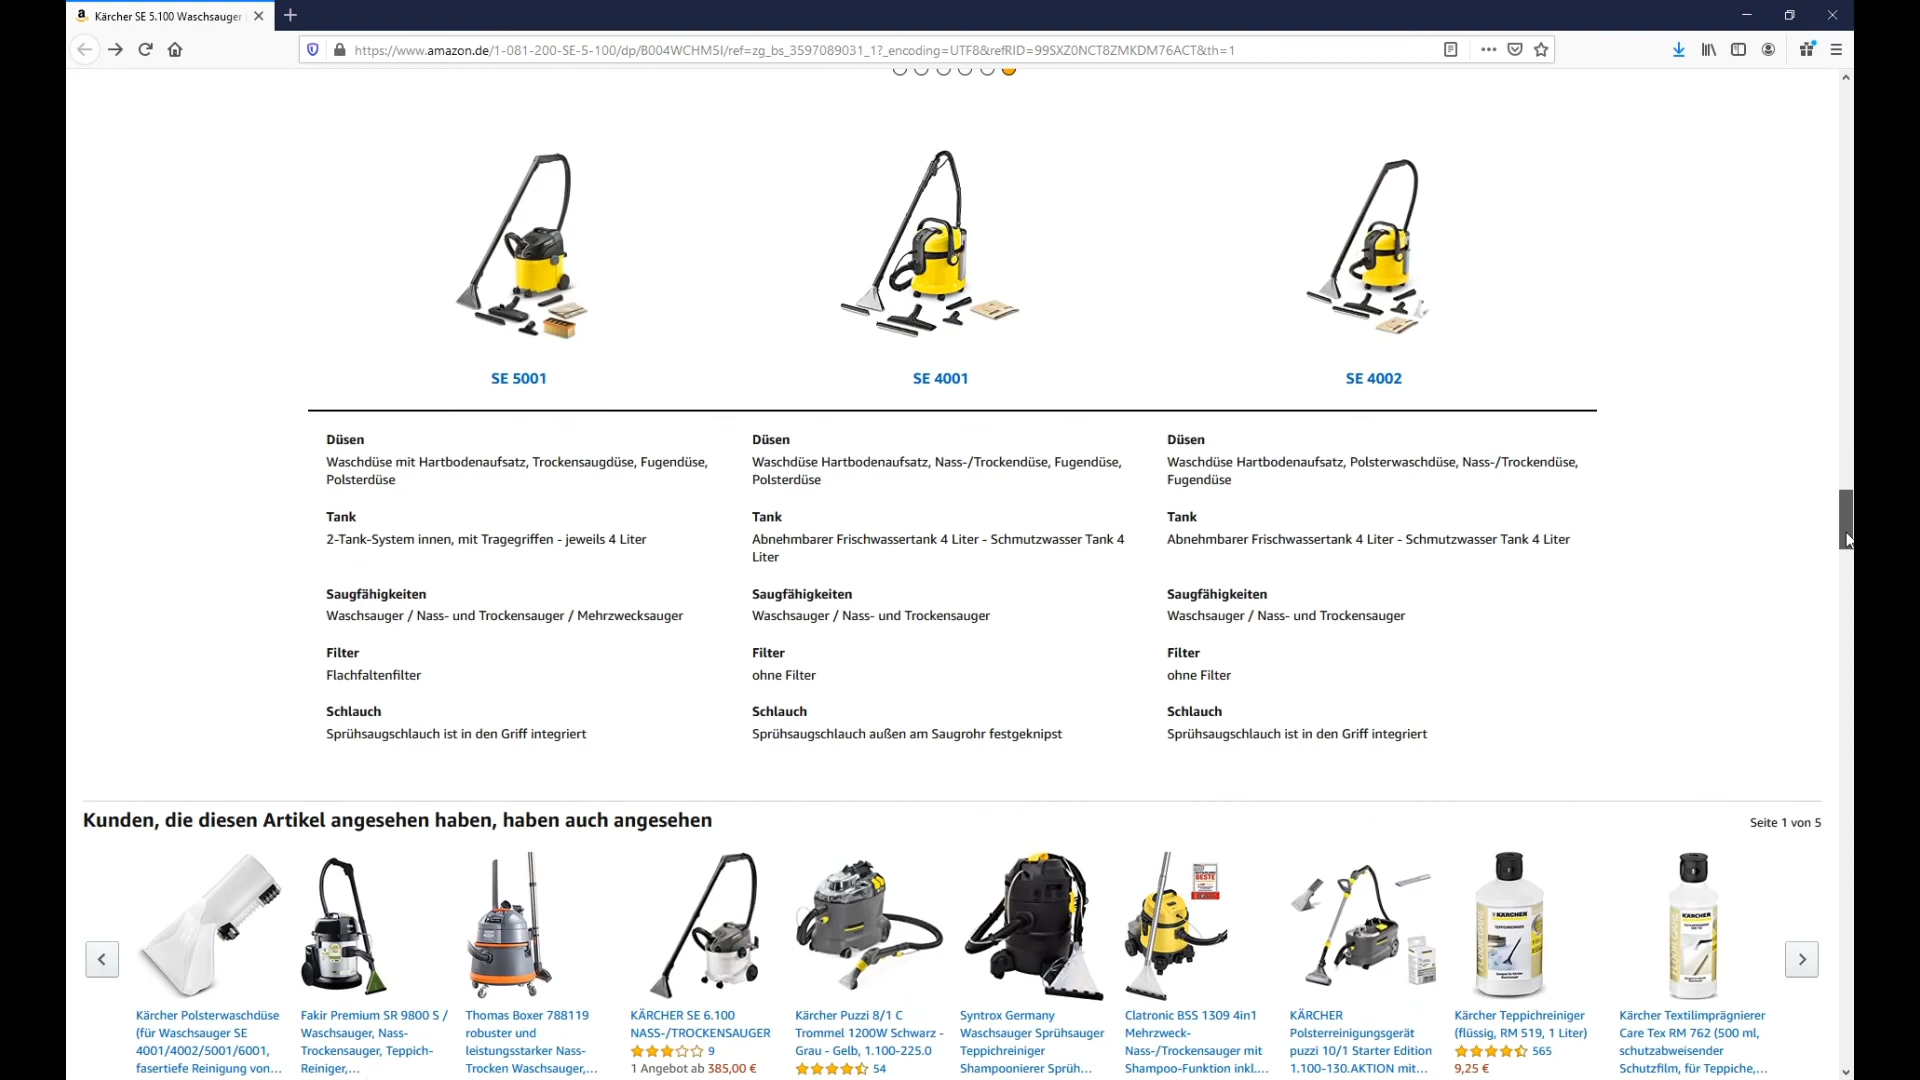 Kärcher SE 5.100 Waschsauger
https://www.amazon.de/1-081-200-SE-5-100/dp/B004WCHM5I/ref=zg_bs_3597089031_1?_encoding=UTF8&refRID=99SXZ0NCT8ZMKDM76ACT&th=1
SE 5001
SE 4001
SE 4002
Düsen
Waschdüse mit Hartbodenaufsatz, Trockensaugdüse, Fugendüse,
Polsterdüse
Düsen
Waschdüse Hartbodenaufsatz, Nass-/Trockendüse, Fugendüse,
Polsterdüse
Düsen
Waschdüse Hartbodenaufsatz, Polsterwaschdüse, Nass-/Trockendüse,
Fugendüse
Tank
2-Tank-System innen, mit Tragegriffen - jeweils 4 Liter
Tank
Abnehmbarer Frischwassertank 4 Liter - Schmutzwasser Tank 4
Liter
Tank
Abnehmbarer Frischwassertank 4 Liter - Schmutzwasser Tank 4 Liter
Saugfähigkeiten
Waschsauger / Nass- und Trockensauger / Mehrzwecksauger
Saugfähigkeiten
Waschsauger / Nass- und Trockensauger
Saugfähigkeiten
Waschsauger / Nass- und Trockensauger
Filter
Flachfaltenfilter
Filter
ohne Filter
Filter
ohne Filter
Schlauch
Sprühsaugschlauch ist in den Griff integriert
Schlauch
Sprühsaugschlauch außen am Saugrohr festgeknipst
Schlauch
Sprühsaugschlauch ist in den Griff integriert
Kunden, die diesen Artikel angesehen haben, haben auch angesehen
Seite 1 von 5
Kärcher Polsterwaschdüse
(für Waschsauger SE
4001/4002/5001/6001,
fasertiefe Reinigung von...
Fakir Premium SR 9800 S /
Waschsauger, Nass-
Trockensauger, Teppich-
Reiniger,...
Thomas Boxer 788119
robuster und
leistungsstarker Nass-
Trocken Waschsauger,...
KÄRCHER SE 6.100
NASS-/TROCKENSAUGER
9
1 Angebot ab 385,00 €
Kärcher Puzzi 8/1 C
Trommel 1200W Schwarz -
Grau - Gelb, 1.100-225.0
54
Syntrox Germany
Waschsauger Sprühsauger
Teppichreiniger
Shampoonierer Sprüh...
BESTE
Clatronic BSS 1309 4in1
Mehrzweck-
Nass-/Trockensauger mit
Shampoo-Funktion inkl....
KÄRCHER
Polsterreinigungsgerät
puzzi 10/1 Starter Edition
1.100-130.AKTION mit...
KÄRCHER
Kärcher Teppichreiniger
(flüssig, RM 519, 1 Liter)
565
9,25 €
KÄRCHER
Kärcher Textilimprägnierer
Care Tex RM 762 (500 ml,
schutzabweisender
Schutzfilm, für Teppiche,...